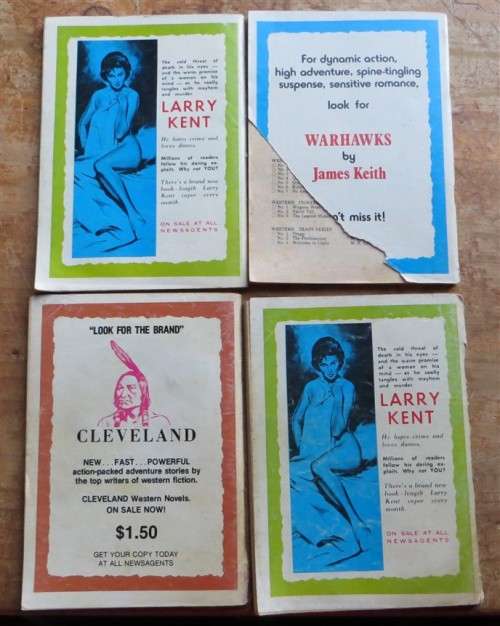 The cold threat of
death in his eyes —
and the warm promise
of a woman on his
mind — as he coolly
tangles with mayhem
and murder
LARRY
KENT
He hates crime and
loves dames.
Millions of readers
follow his daring ex-
ploits. Why not YOU?
There's a brand new
book-length Larry
Kent caper every
month.
ON SALE AT ALL
NEWSAGENTS
For dynamic action,
high adventure, spine-tingling
suspense, sensitive romance,
look for
WARHAWKS
by
James Keith
n't miss it!
"LOOK FOR THE BRAND"
CLEVELAND
NEW...FAST...POWERFUL
action-packed adventure stories by
the top writers of western fiction.
CLEVELAND Western Novels.
ON SALE NOW!
$1.50
GET YOUR COPY TODAY
AT ALL NEWSAGENTS
The cold threat of
death in his eyes —
and the warm promise
of a woman on his
mind — as he coolly
tangles with mayhem
and murder
LARRY
KENT
He hates crime and
loves dames.
Millions of readers
follow his daring ex-
ploits. Why not YOU?
There's a brand new
book-length Larry
Kent caper every
month.
ON SALE AT ALL
NEWSAGENTS